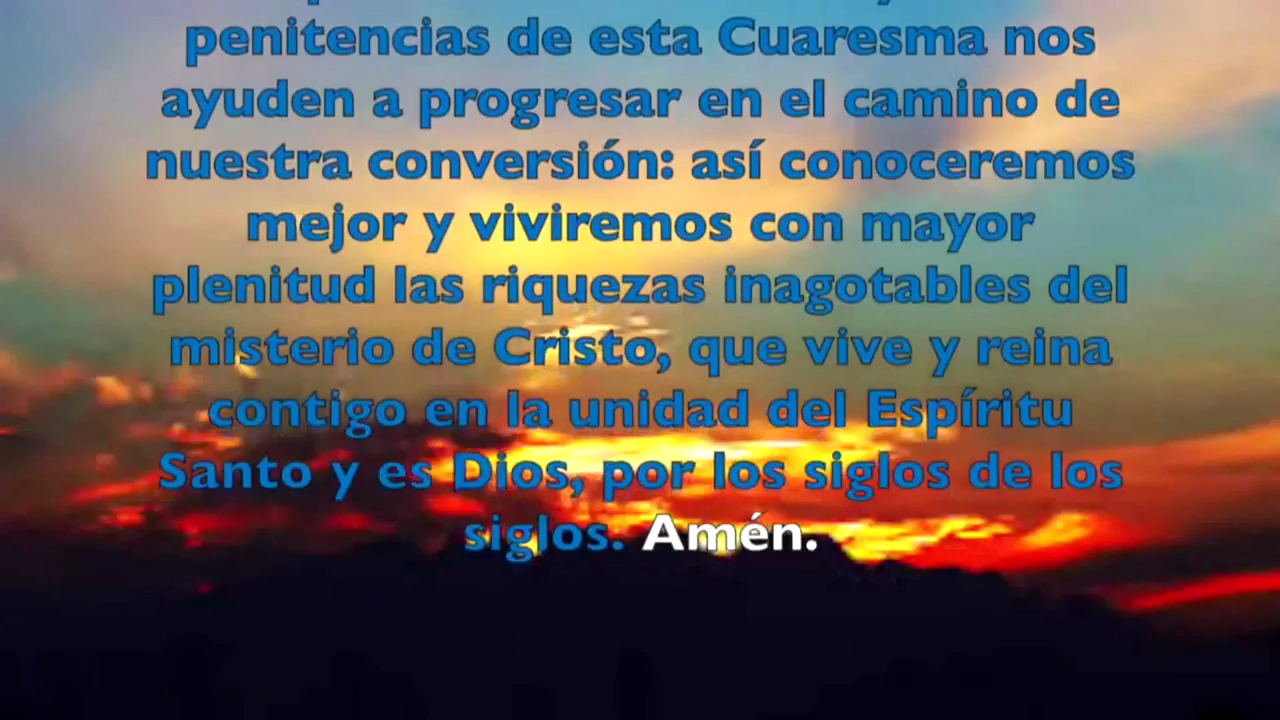 penitencias de esta Cuaresma nos
ayuden a progresar en el camino de
nuestra conversión: así conoceremos
mejor y viviremos con mayor
plenitud las riquezas inagotables del
misterio de Cristo, que vive y reina
contigo en la unidad del Espíritu
Santo y es Dios, por los siglos de los
siglos. Amén.